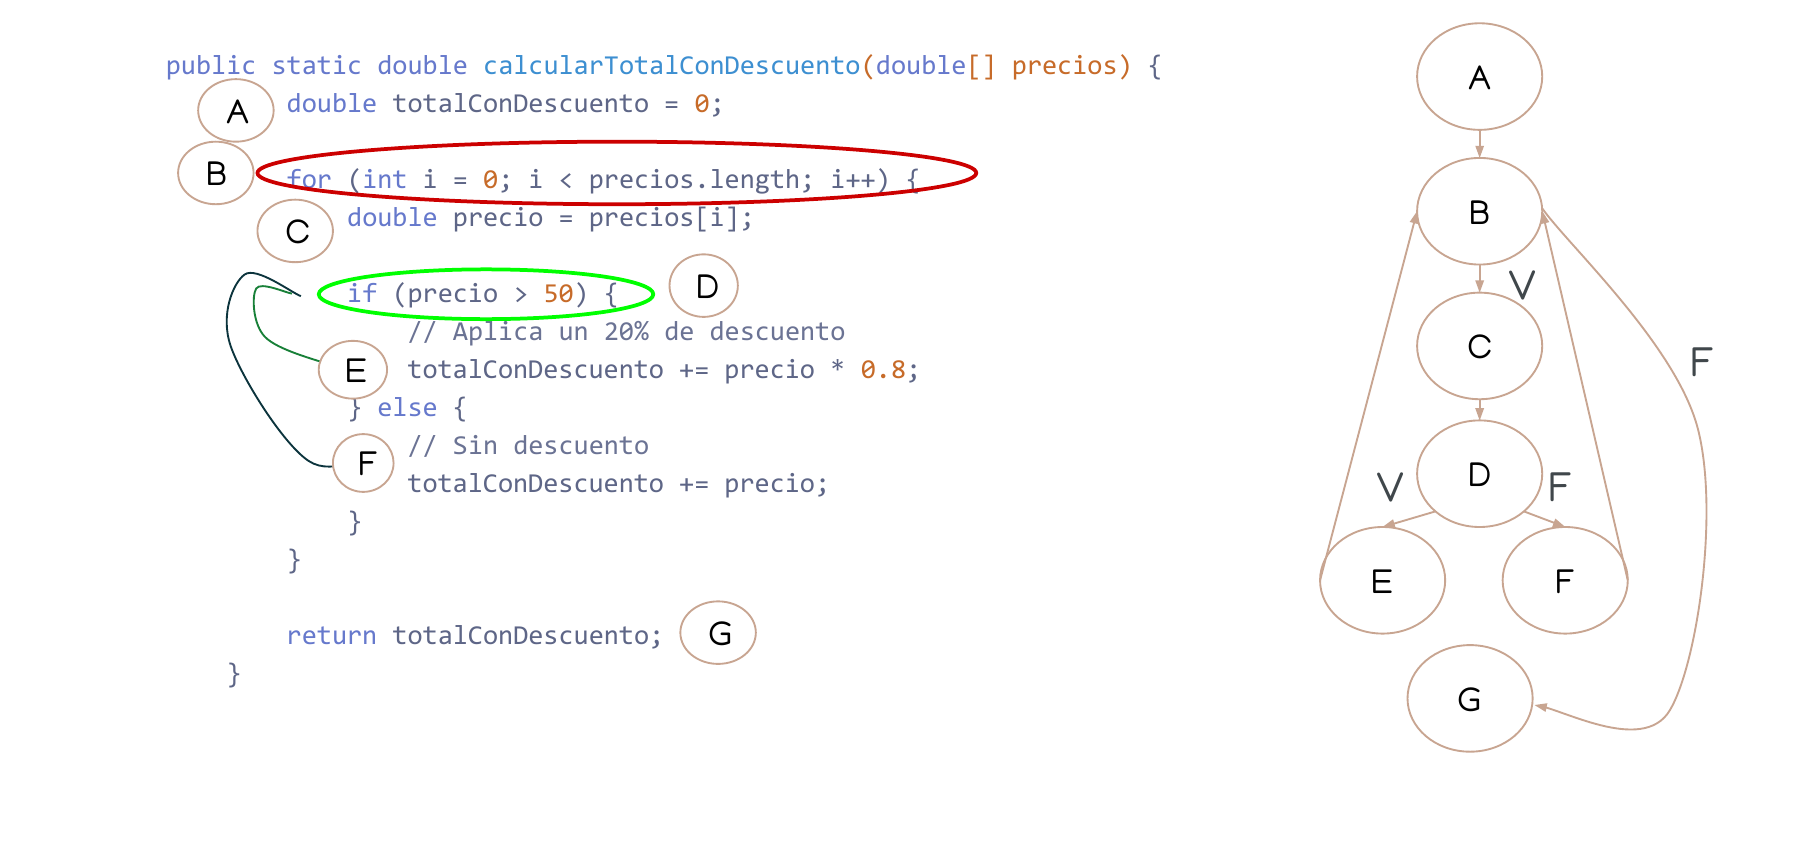 public static double calcularTotalConDescuento(double[] precios) {
A double totalConDescuento = 0;
B for (int i = 0; i < precios.length; i++) {
C double precio = precios[i];
if (precio > 50) { D
// Aplica un 20% de descuento
E totalConDescuento += precio * 0.8;
} else {
// Sin descuento
F totalConDescuento += precio;
}
}
return totalConDescuento; G
}
A
B
V
C
F
D
V
F
E
F
G